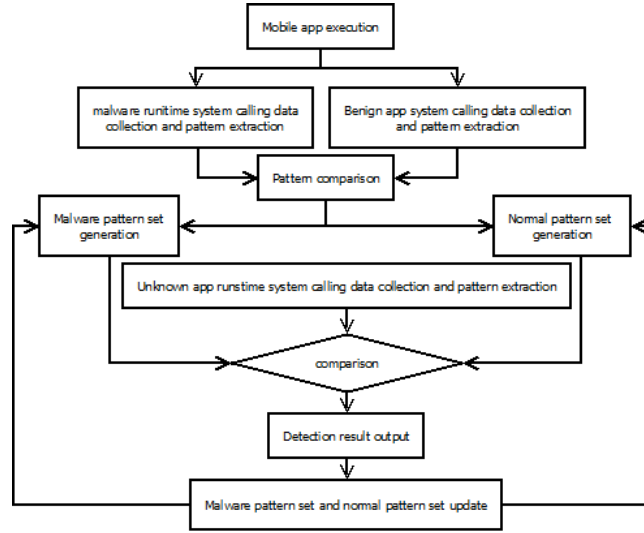 Mobile app execution
malware runitime system calling data
collection and pattern extraction
Benign app system calling data collection
and pattern extraction
Pattern comparison
Malware pattern set
generation
Normal pattern set
generation
Unknown app runstime system calling data collection and pattern extraction
comparison
Detection result output
Malware pattern set and normal pattern set update